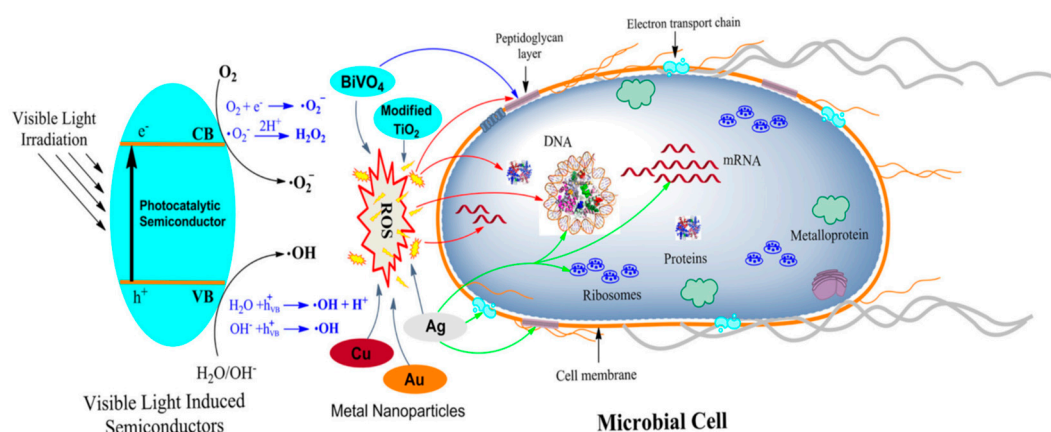 Visible Light
Irradiation
O₂
e⁻
CB
O₂ + e⁻ → ·O₂⁻
·O₂⁻ 2H⁺ → H₂O₂
·O₂⁻
Photocatalytic
Semiconductor
·OH
h⁺
VB
H₂O + h⁺VB → ·OH + H⁺
OH⁻ + h⁺VB → ·OH
H₂O/OH⁻
Visible Light Induced
Semiconductors
BiVO₄
Modified
TiO₂
ROS
Cu
Au
Ag
Metal Nanoparticles
Peptidoglycan
layer
Electron transport chain
DNA
mRNA
Metalloprotein
Proteins
Ribosomes
Cell membrane
Microbial Cell